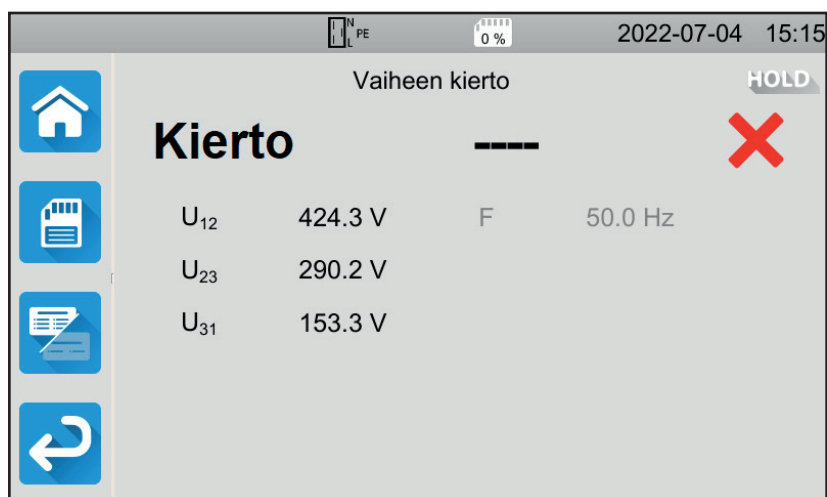 N
L PE 0 % 2022-07-04 15:15
Vaiheen kierto HOLD
Kierto ----
U12 424.3 V F 50.0 Hz
U23 290.2 V
U31 153.3 V